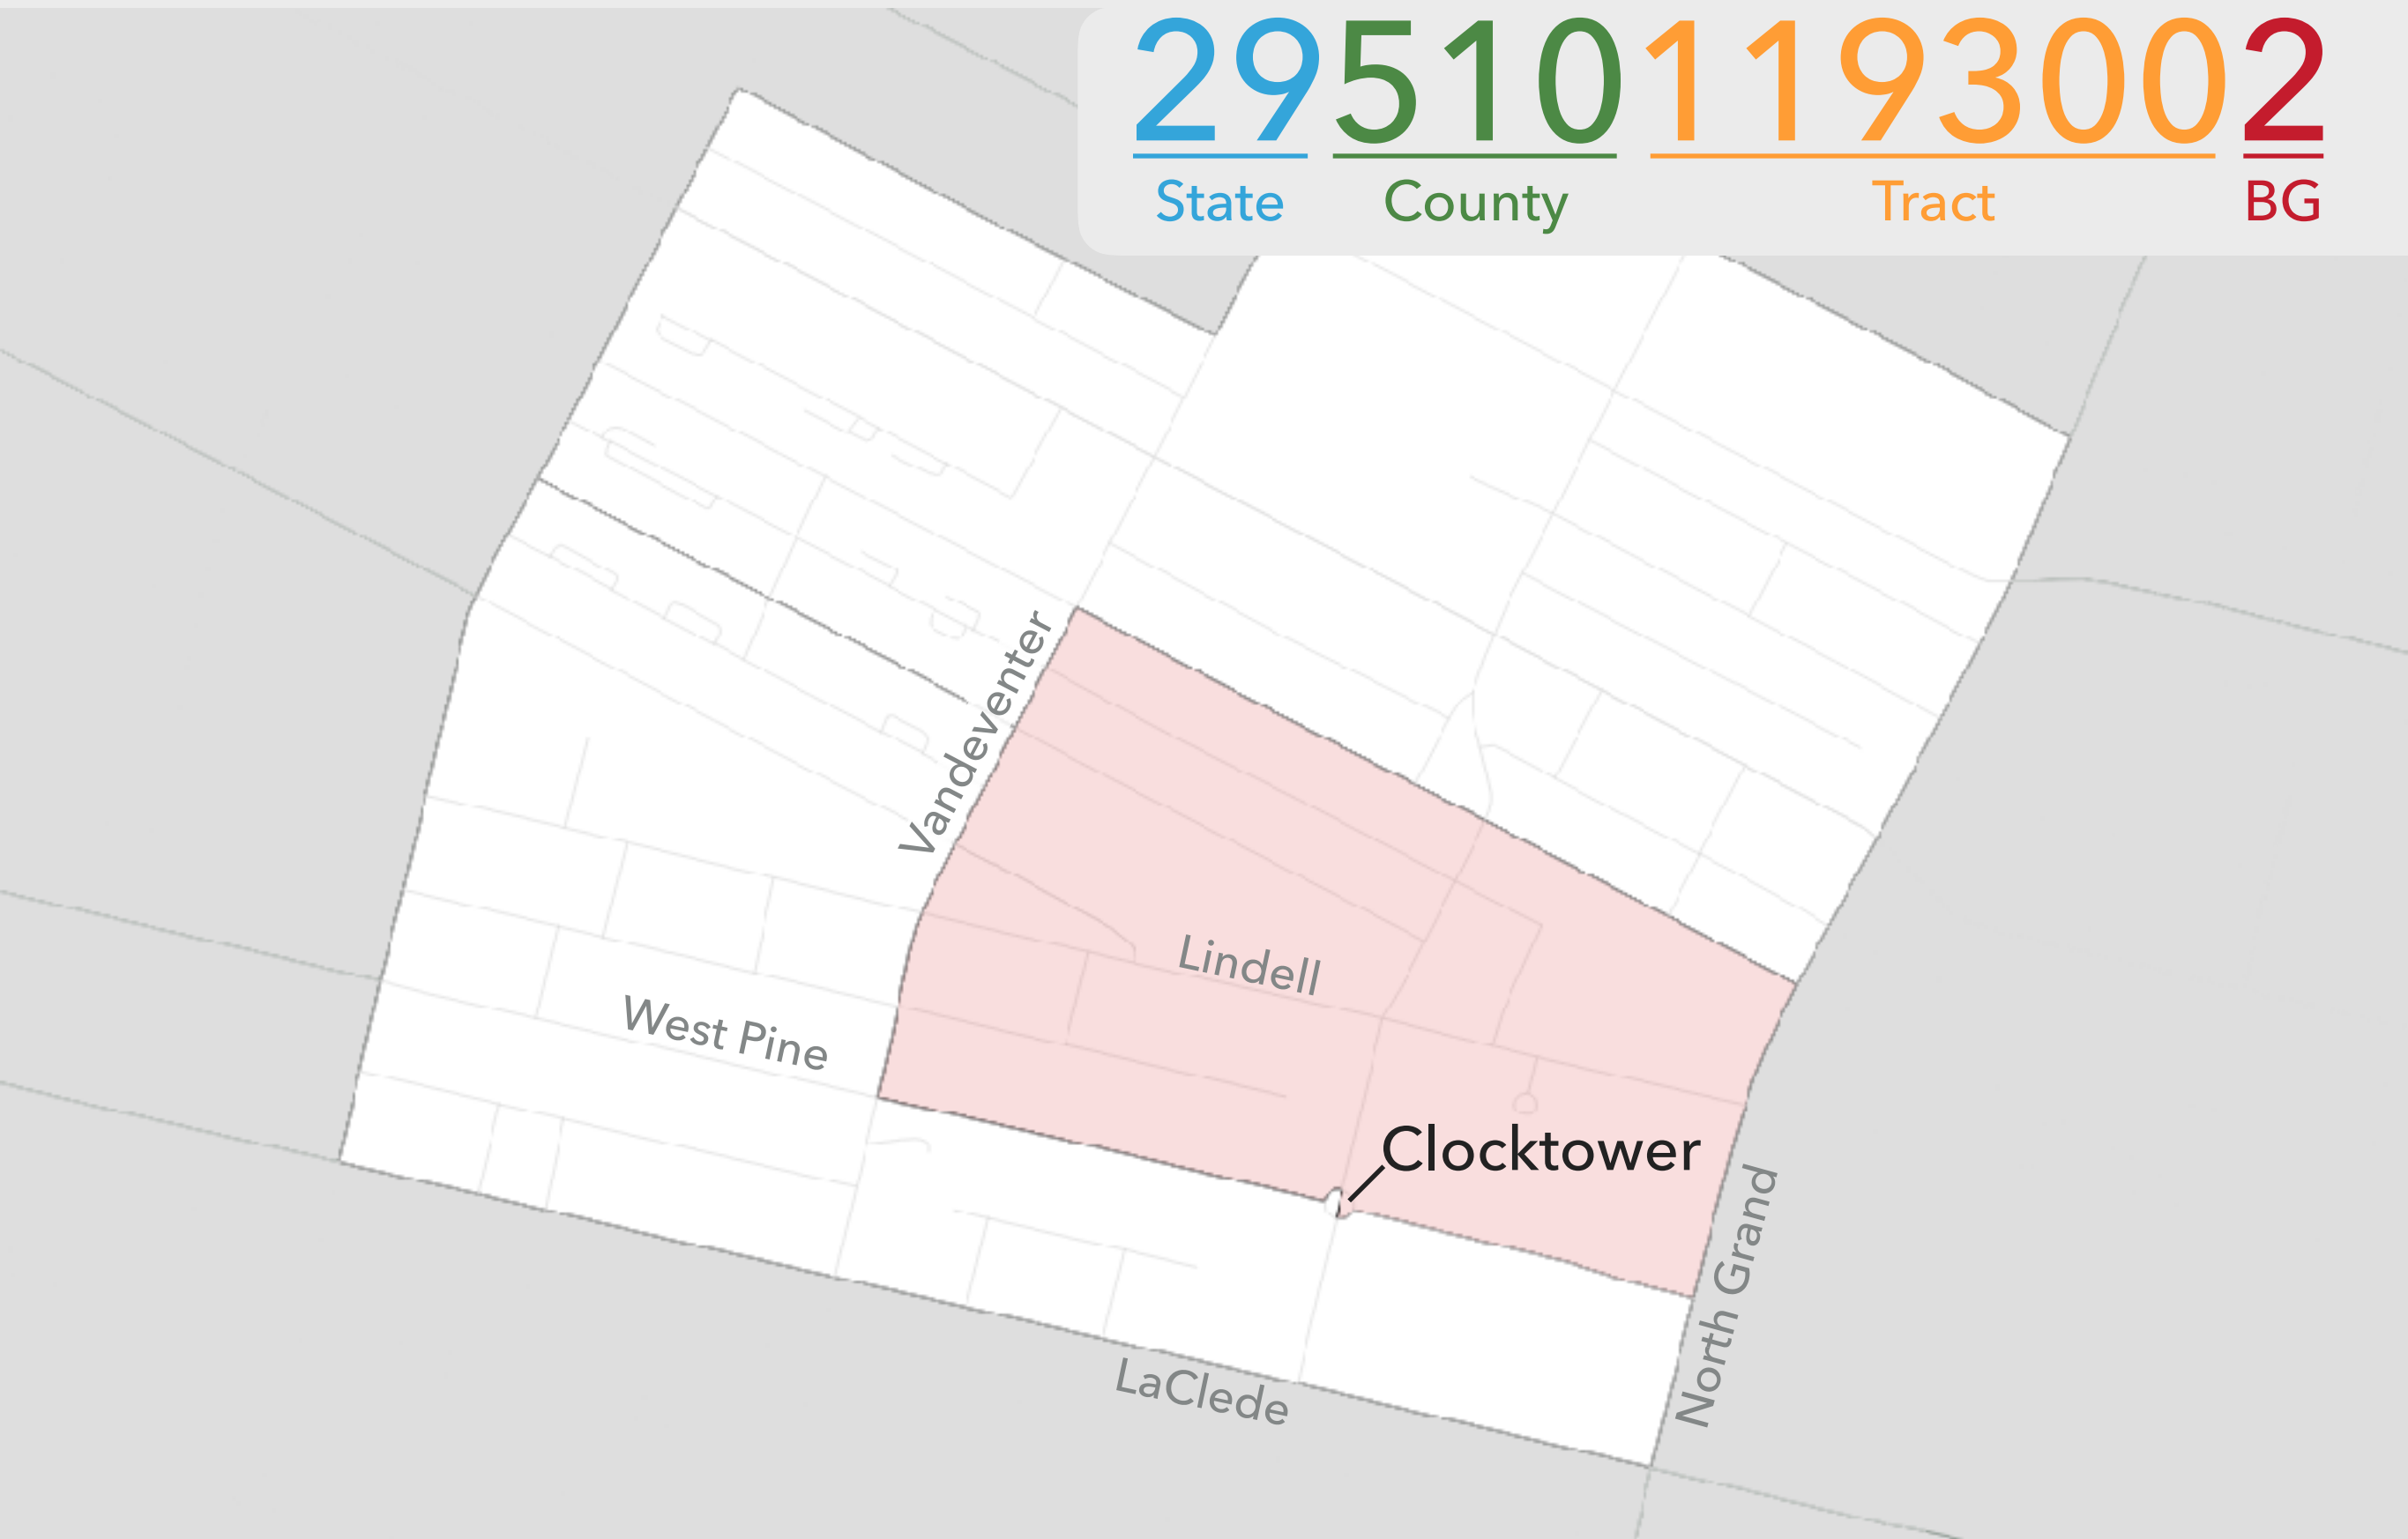 295101193002
State County Tract BG
Vandeventer
Lindell
West Pine
Clocktower
North Grand
LaClede